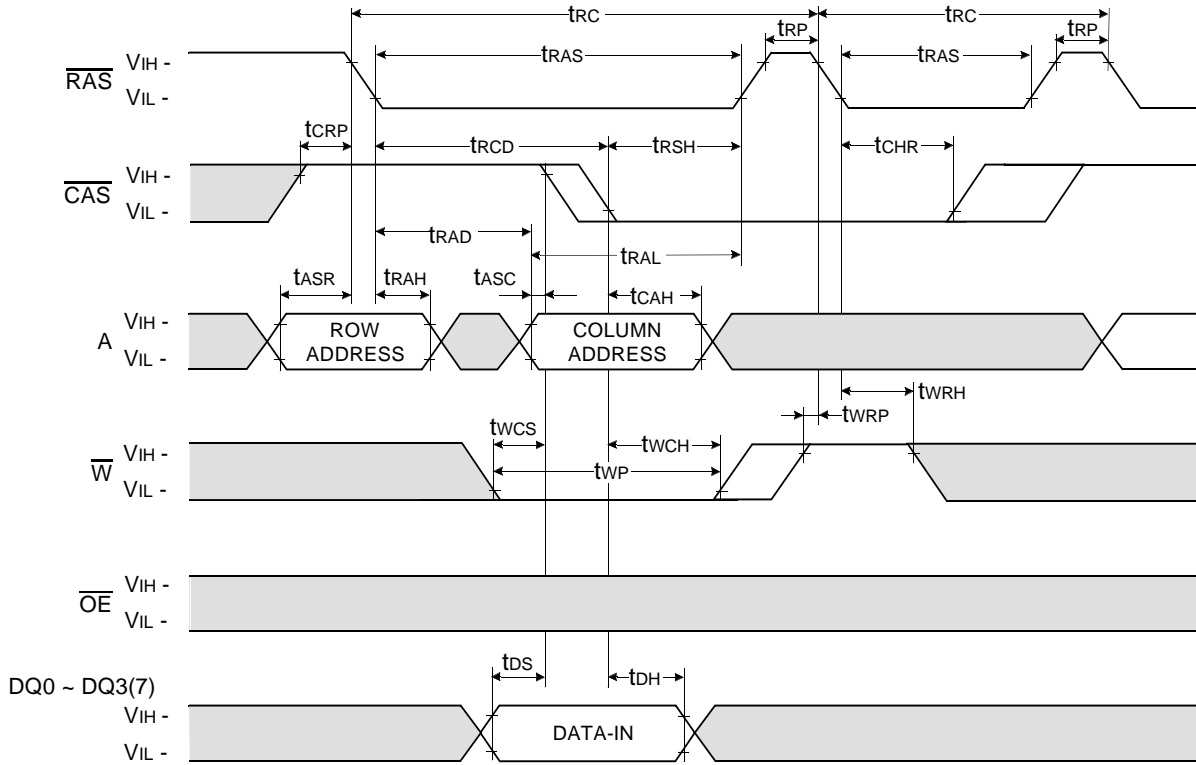 tRC tRC
tRP tRP
tRAS tRAS
RAS VIH -
VIL -
tCRP
tRCD tRSH tCHR
CAS VIH -
VIL -
tRAD
tRAL
tASR tRAH tASC tCAH
A VIH -
VIL -
ROW ADDRESS
COLUMN ADDRESS
tWRH
tWRP
tWCS tWCH
tWP
W VIH -
VIL -
OE VIH -
VIL -
tDS tDH
DQ0 ~ DQ3(7)
VIH -
VIL -
DATA-IN